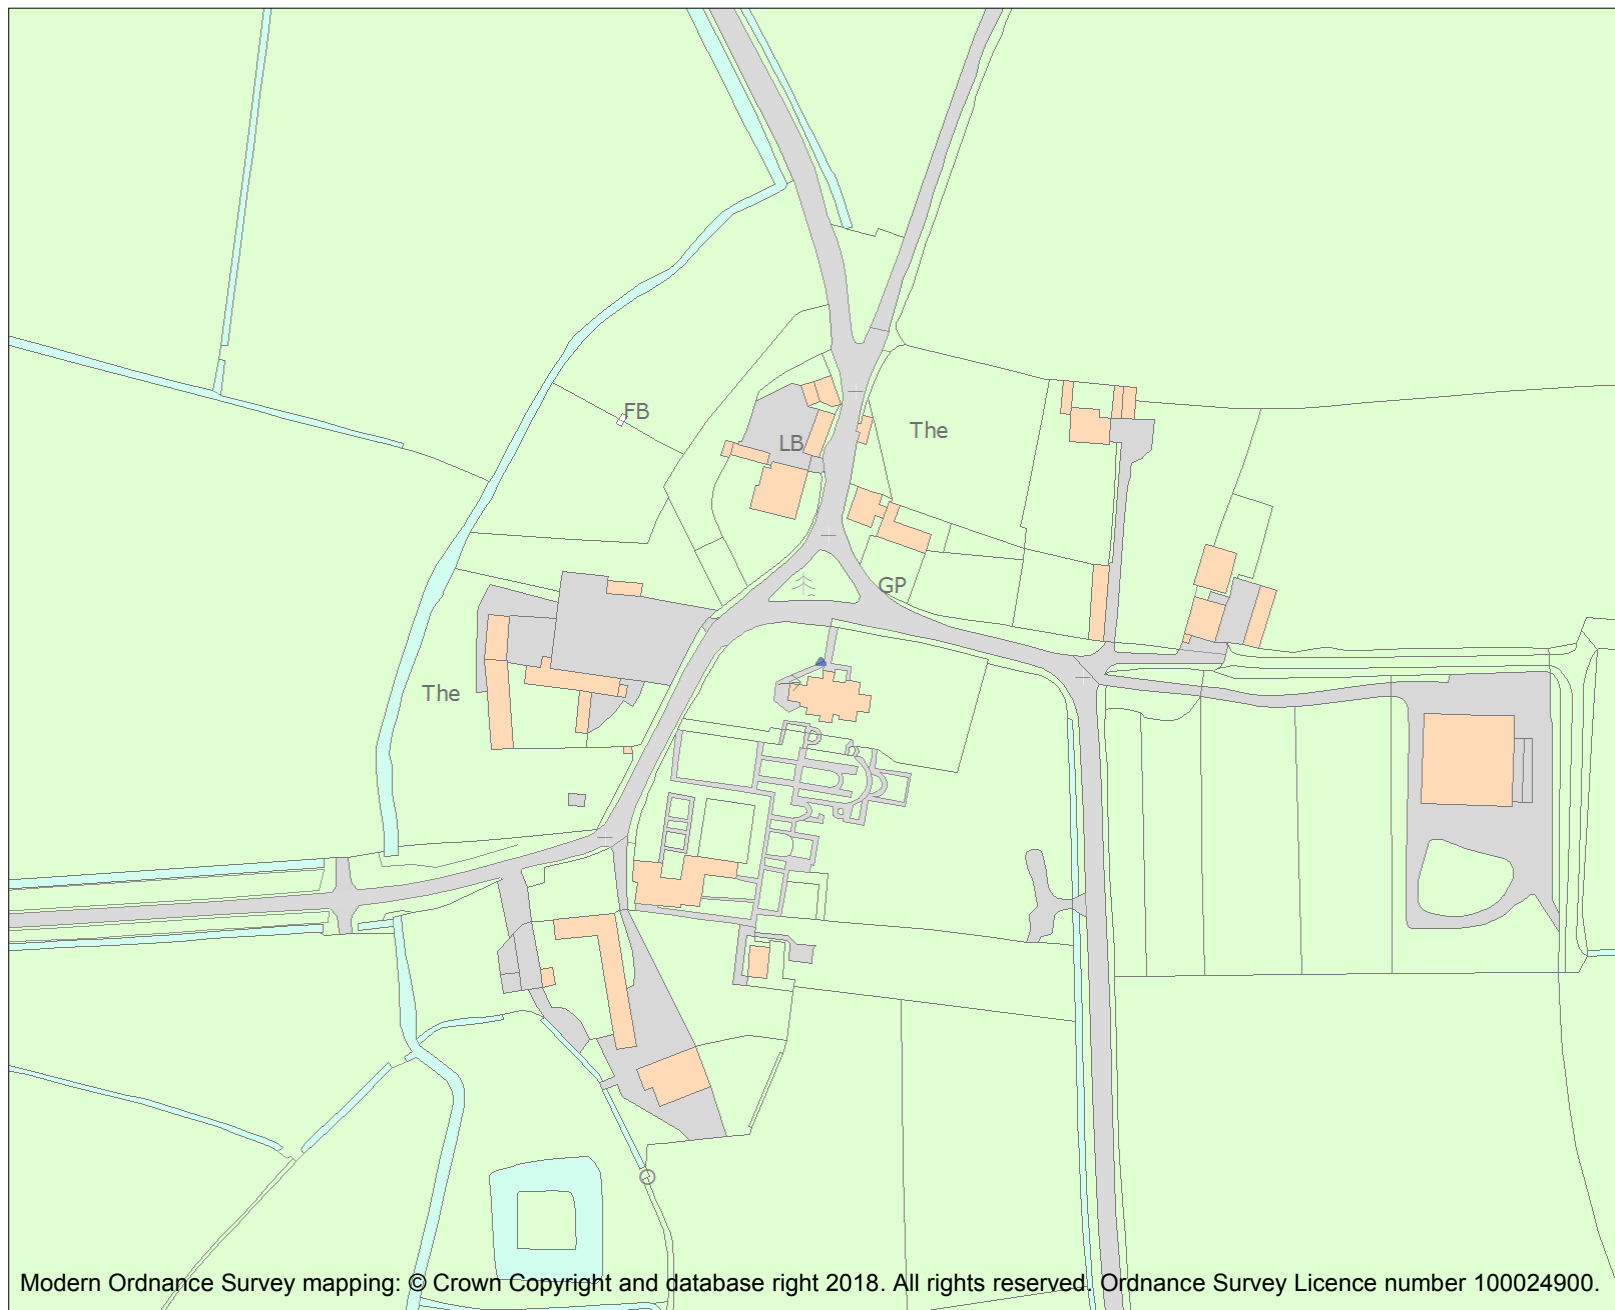 FB
LB
The
GP
The
Modern Ordnance Survey mapping: © Crown Copyright and database right 2018. All rights reserved. Ordnance Survey Licence number 100024900.